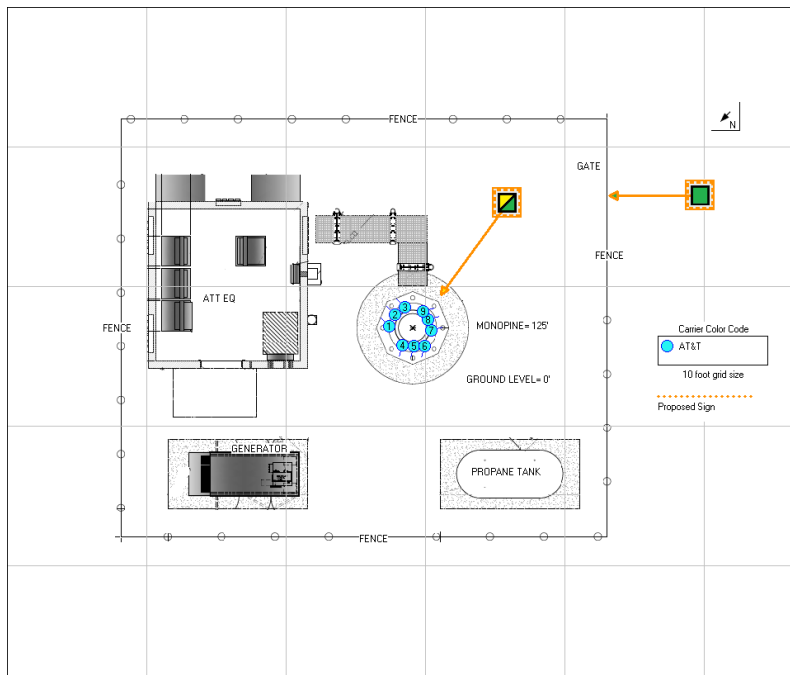 FENCE
N
GATE
FENCE
ATT EQ
FENCE
3
9
2
8
1
7
4
5
6
MONOPINE= 125'
GROUND LEVEL= 0'
Carrier Color Code
AT&T
10 foot grid size
Proposed Sign
GENERATOR
PROPANE TANK
FENCE